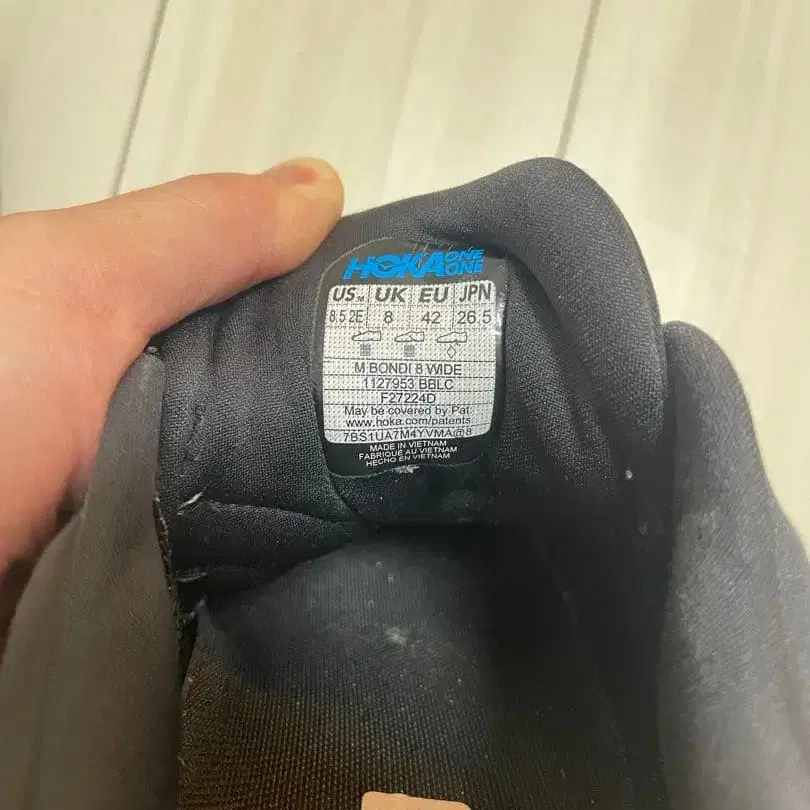 HOKA ONE ONE
US M UK EU JPN
8.5 2E 8 42 26.5
M BONDI 8 WIDE
1127953 BBLC
F27224D
May be covered by Pat
www.hoka.com/patents
7BS1UA7M4YVMA@8
MADE IN VIETNAM
FABRIQUÉ AU VIETNAM
HECHO EN VIETNAM